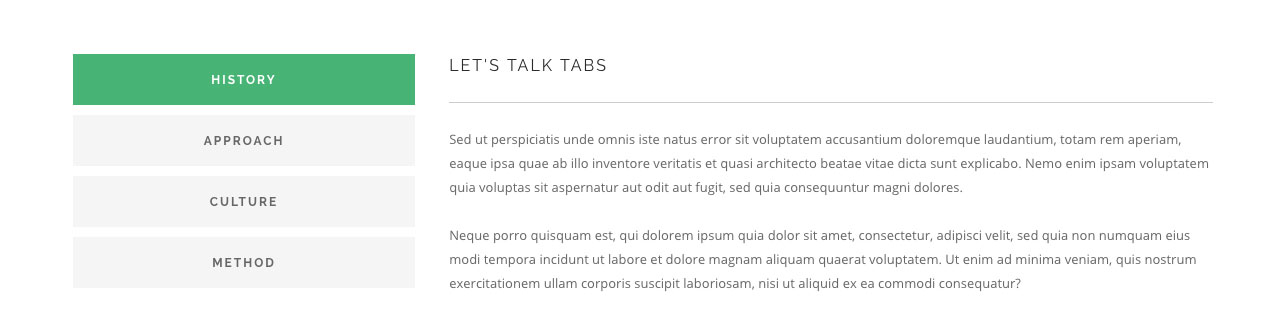 HISTORY
APPROACH
CULTURE
METHOD
LET'S TALK TABS
Sed ut perspiciatis unde omnis iste natus error sit voluptatem accusantium doloremque laudantium, totam rem aperiam,
eaque ipsa quae ab illo inventore veritatis et quasi architecto beatae vitae dicta sunt explicabo. Nemo enim ipsam voluptatem
quia voluptas sit aspernatur aut odit aut fugit, sed quia consequuntur magni dolores.
Neque porro quisquam est, qui dolorem ipsum quia dolor sit amet, consectetur, adipisci velit, sed quia non numquam eius
modi tempora incidunt ut labore et dolore magnam aliquam quaerat voluptatem. Ut enim ad minima veniam, quis nostrum
exercitationem ullam corporis suscipit laboriosam, nisi ut aliquid ex ea commodi consequatur?